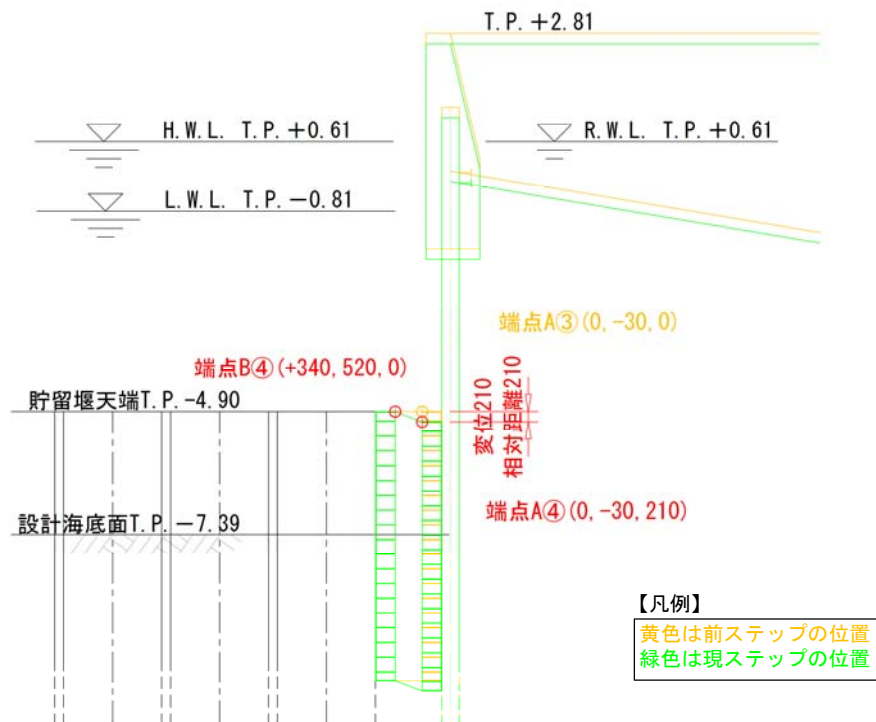 T.P.+2.81
H.W.L. T.P.+0.61
R.W.L. T.P.+0.61
L.W.L. T.P.-0.81
端点A③(0,-30,0)
端点B④(+340,520,0)
貯留堰天端T.P.-4.90
変位210
相対距離210
端点A④(0,-30,210)
設計海底面T.P.-7.39
【凡例】
黄色は前ステップの位置
緑色は現ステップの位置